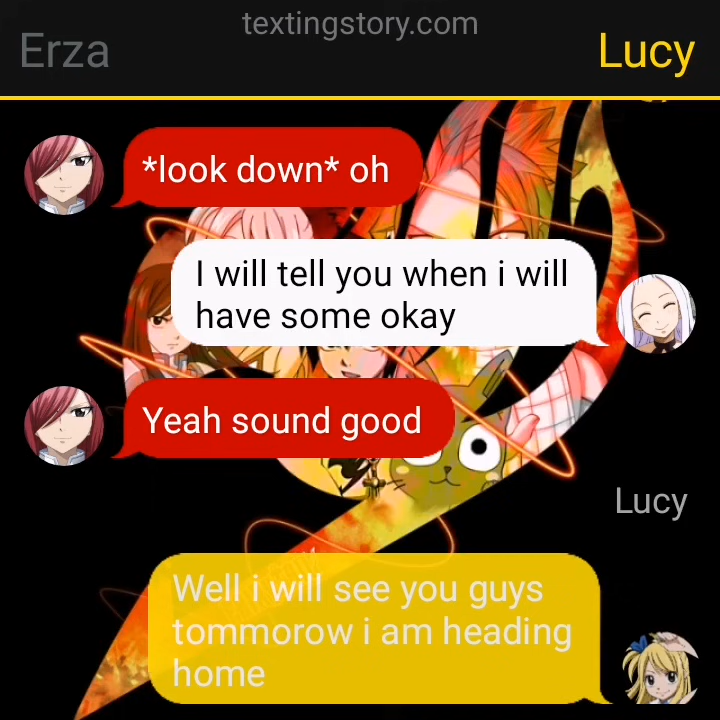 textingstory.com
Erza
Lucy
*look down* oh
I will tell you when i will
have some okay
Yeah sound good
Lucy
Well i will see you guys
tommorow i am heading
home